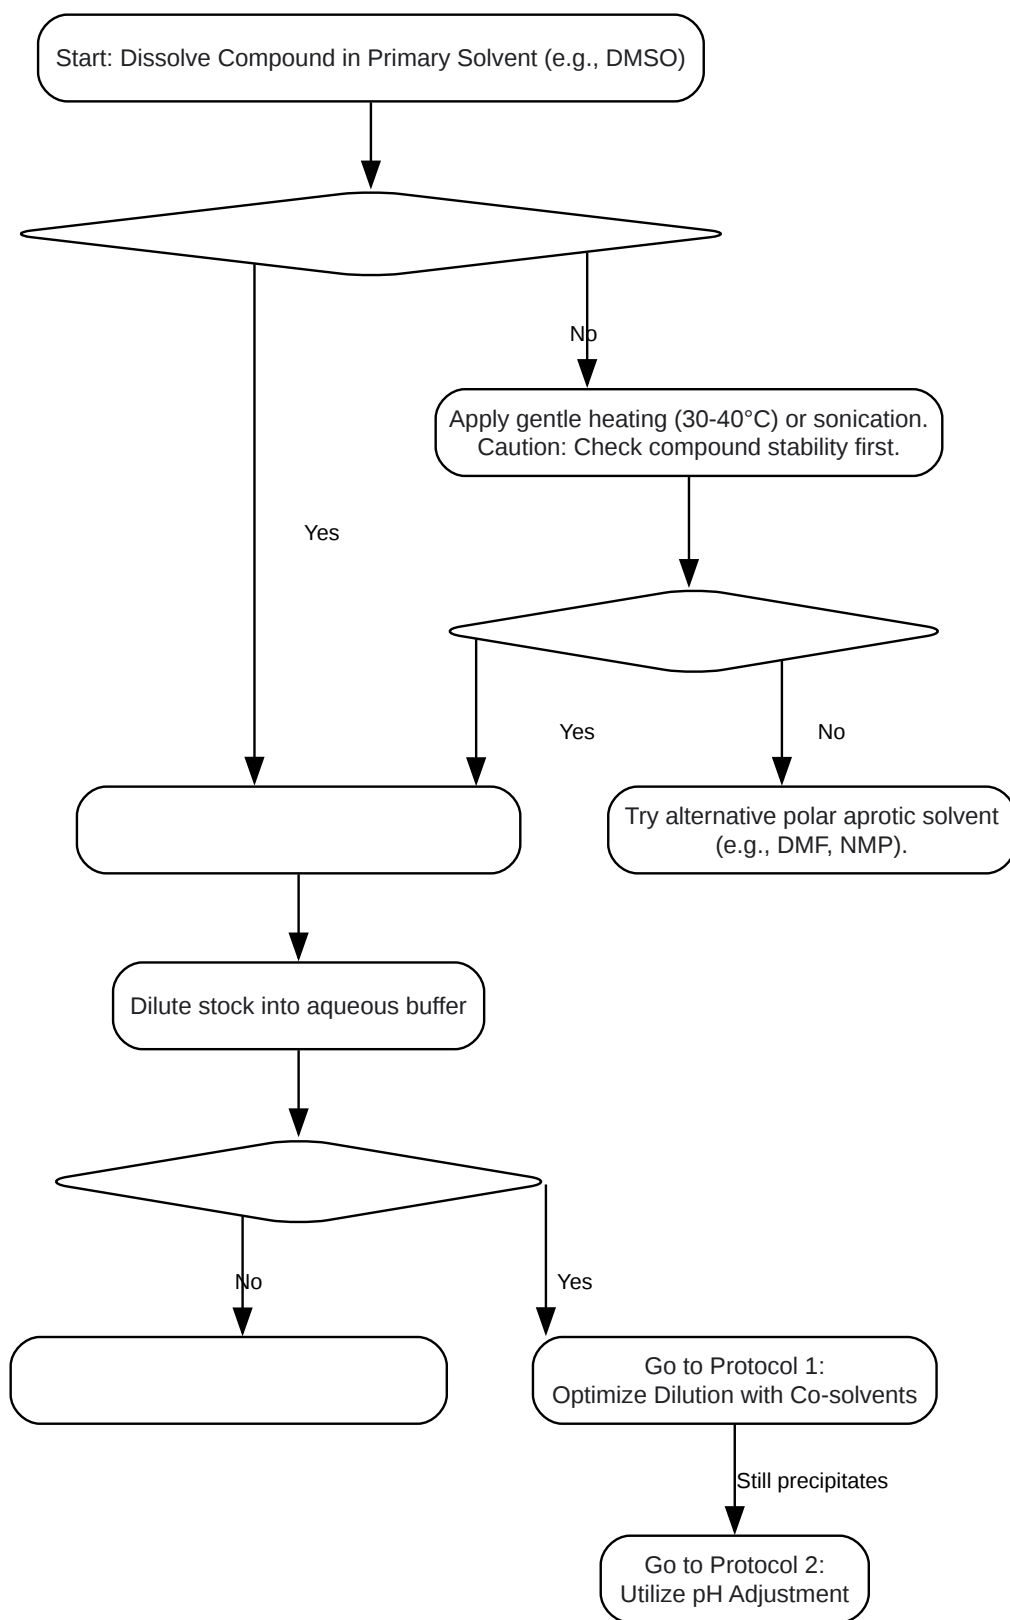 Start: Dissolve Compound in Primary Solvent (e.g., DMSO)
No
Apply gentle heating (30-40°C) or sonication.
Caution: Check compound stability first.
Yes
Yes
No
Try alternative polar aprotic solvent
(e.g., DMF, NMP).
Dilute stock into aqueous buffer
No
Yes
Go to Protocol 1:
Optimize Dilution with Co-solvents
Still precipitates
Go to Protocol 2:
Utilize pH Adjustment